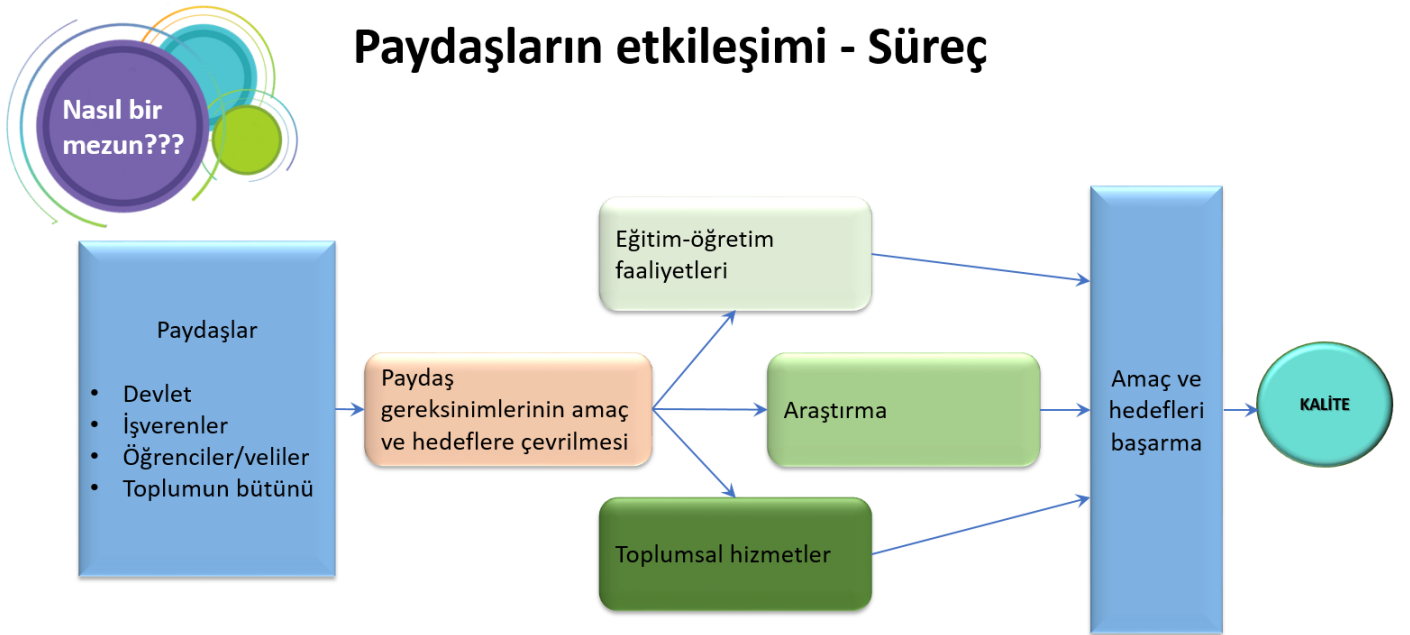 Paydaşların etkileşimi - Süreç
Nasıl bir
mezun???
Paydaşlar
• Devlet
• İşverenler
• Öğrenciler/veliler
• Toplumun bütünü
Paydaş
gereksinimlerinin amaç
ve hedeflere çevrilmesi
Eğitim-öğretim
faaliyetleri
Araştırma
Toplumsal hizmetler
Amaç ve
hedefleri
başarma
KALİTE